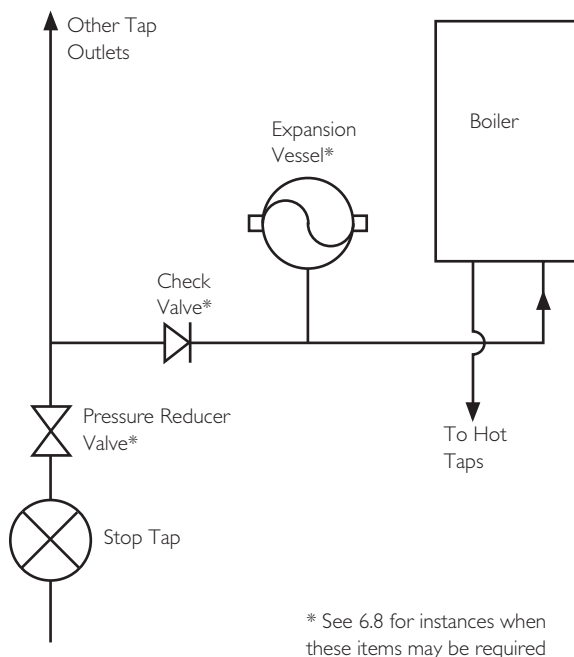 Other Tap
Outlets
Boiler
Expansion
Vessel*
Check
Valve*
Pressure Reducer
Valve*
To Hot
Taps
Stop Tap
* See 6.8 for instances when
these items may be required